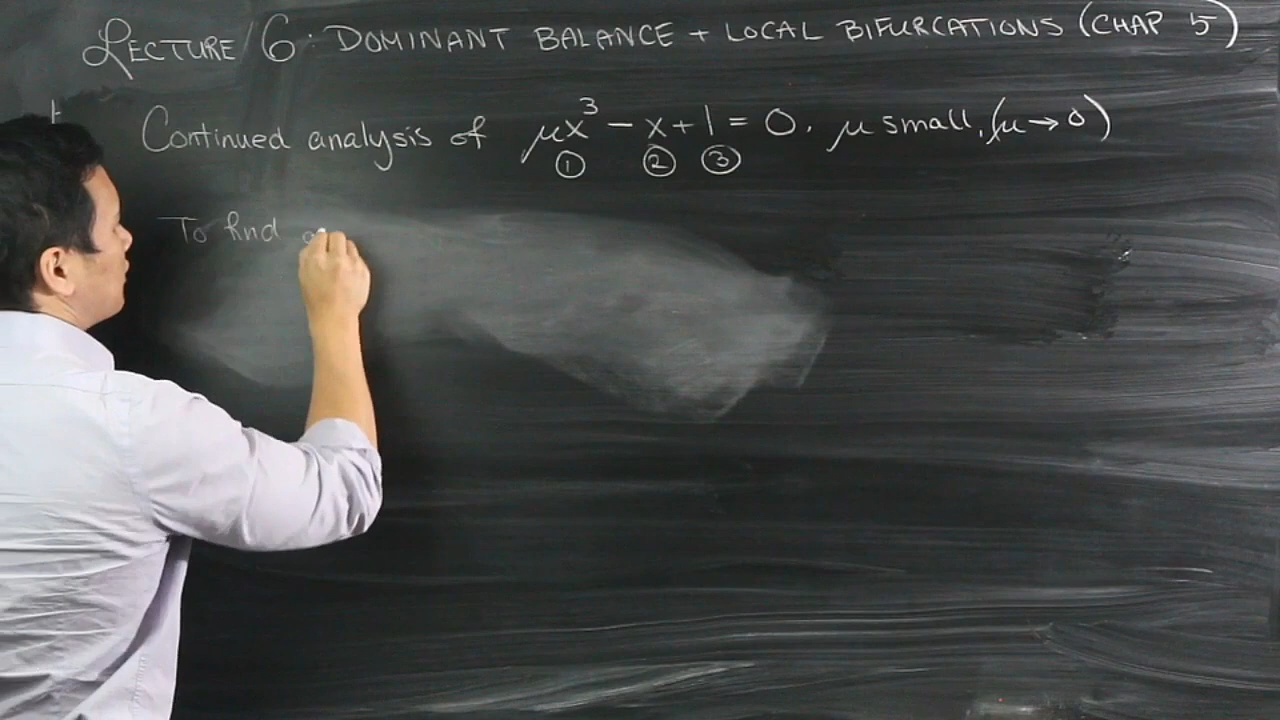 LECTURE 6: DOMINANT BALANCE + LOCAL BIFURCATIONS (CHAP 5)
Continued analysis of μx³ - x + 1 = 0. μ small, (μ → 0)
① ② ③
To find